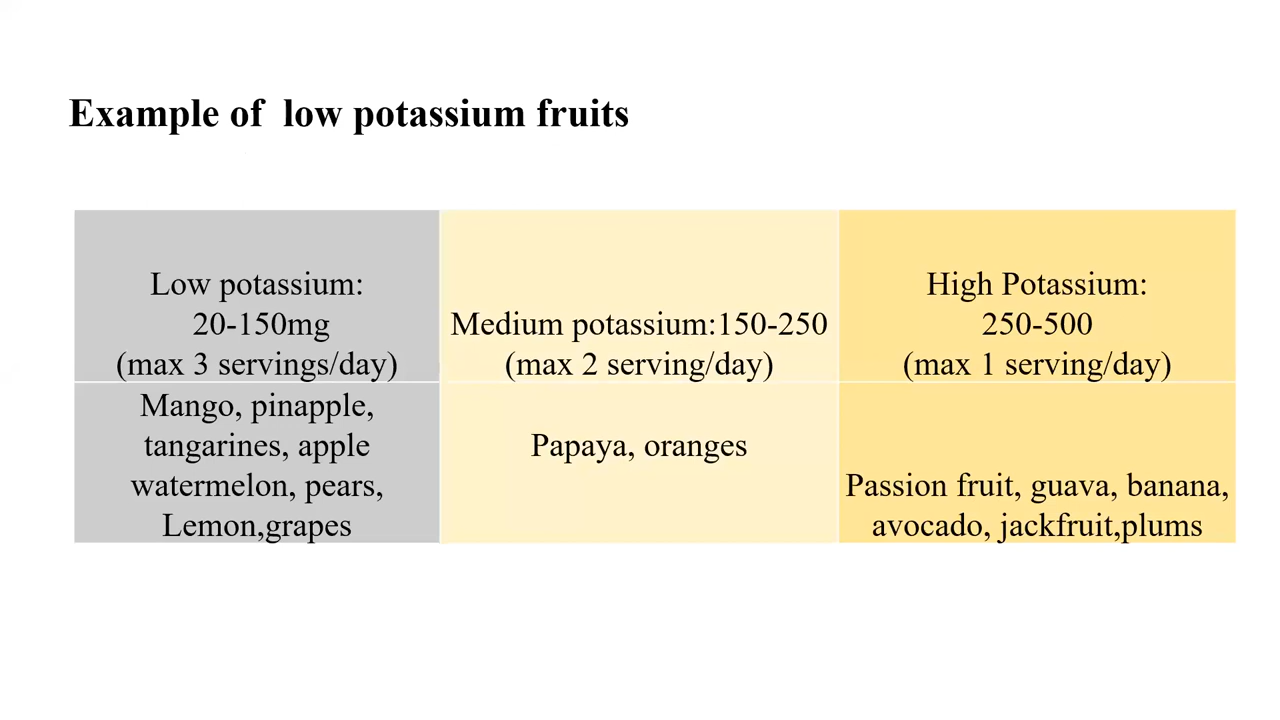 Example of  low potassium fruits
Low potassium:
20-150mg
(max 3 servings/day)
Medium potassium:150-250
(max 2 serving/day)
High Potassium:
250-500
(max 1 serving/day)
Mango, pinapple,
tangarines, apple
watermelon, pears,
Lemon,grapes
Papaya, oranges
Passion fruit, guava, banana,
avocado, jackfruit,plums